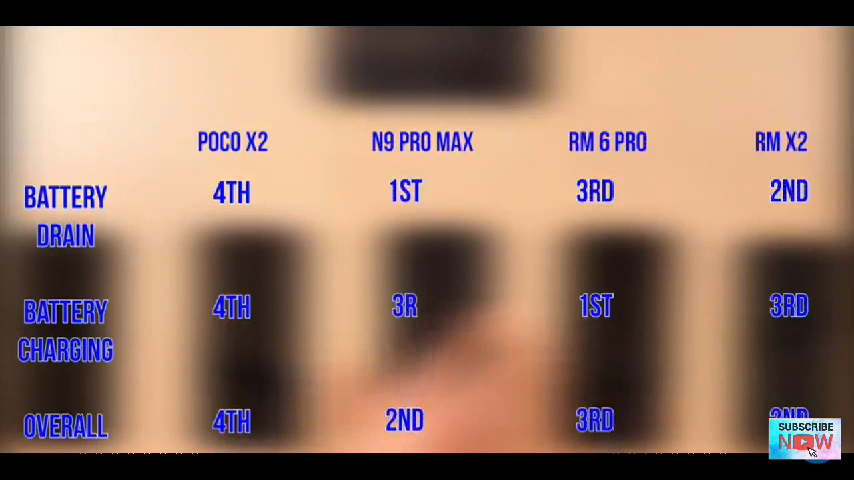 POCO X2 N9 PRO MAX RM 6 PRO RM X2
BATTERY DRAIN 4TH 1ST 3RD 2ND
BATTERY CHARGING 4TH 3R 1ST 3RD
OVERALL 4TH 2ND 3RD
SUBSCRIBE
NOW